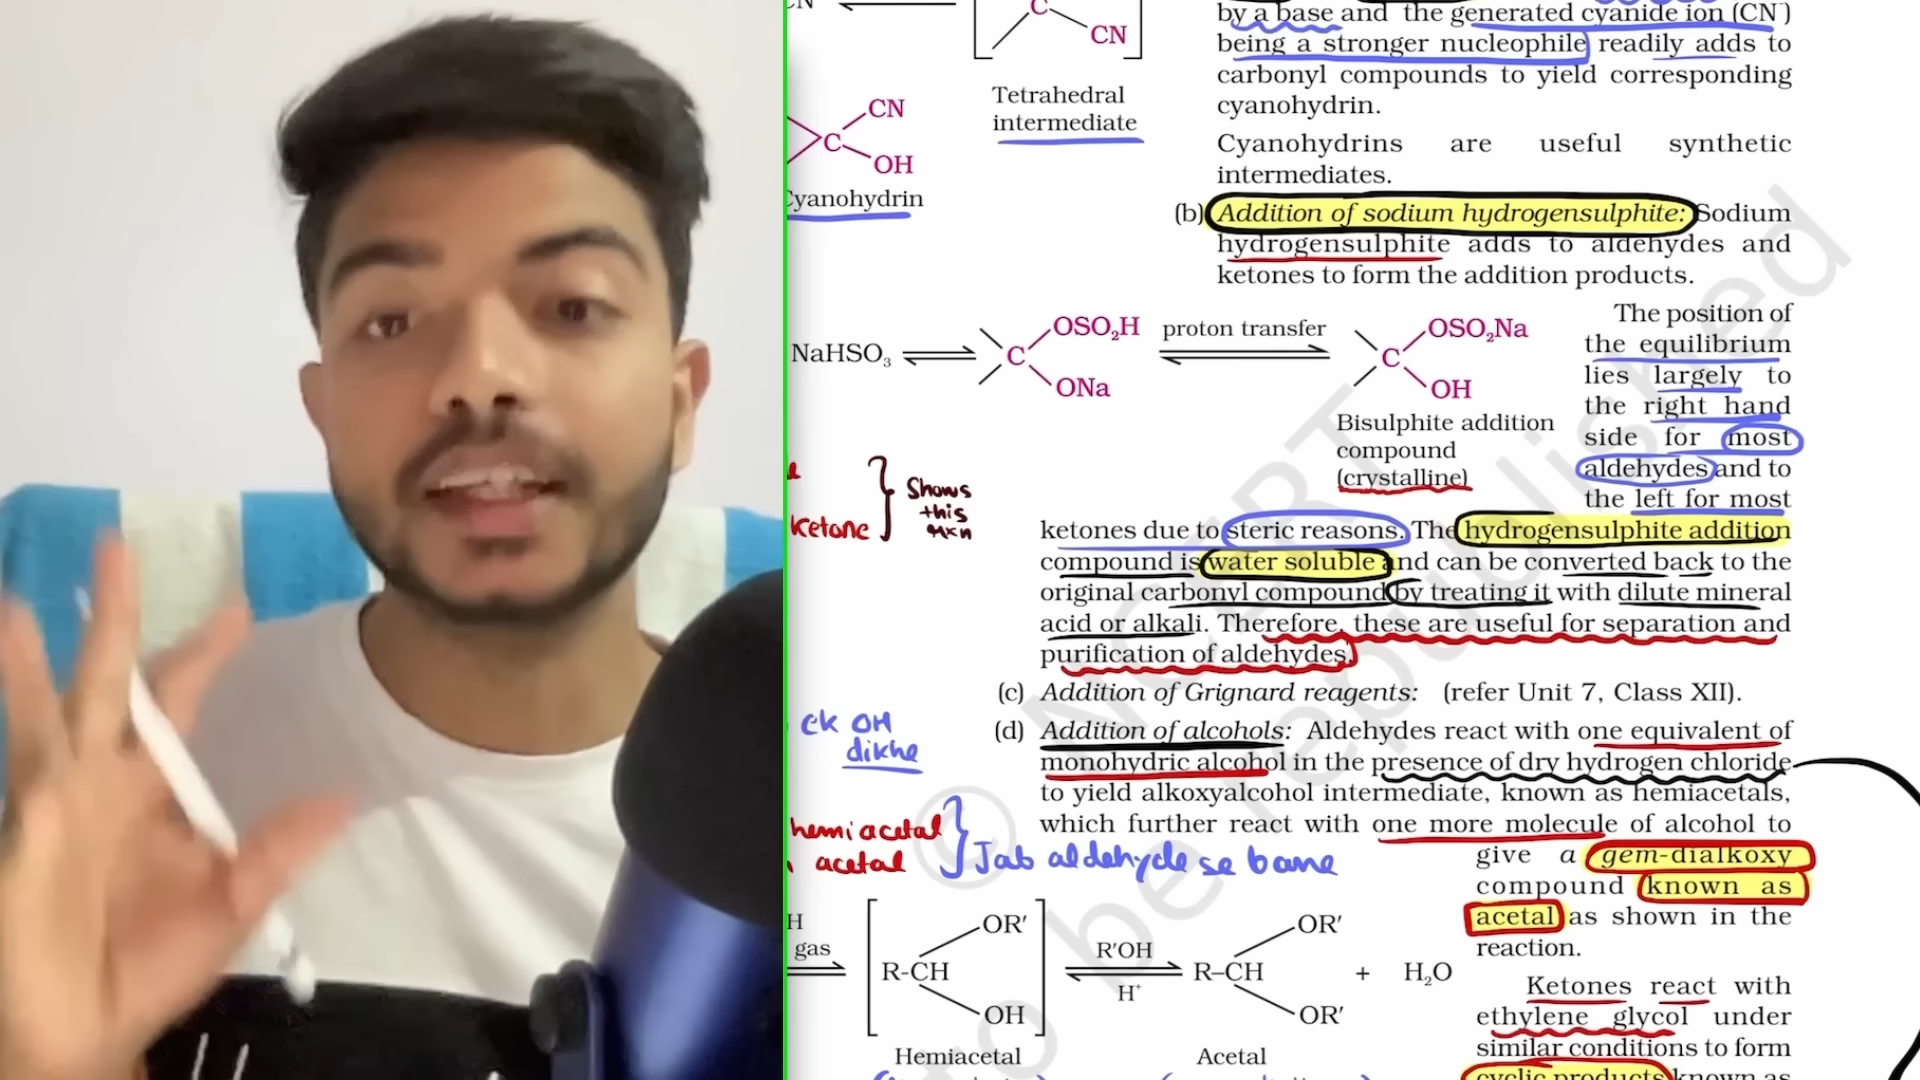 CN
C
CN
Tetrahedral
intermediate
CN
C
OH
Cyanohydrin
by a base and the generated cyanide ion (CN⁻)
being a stronger nucleophile readily adds to
carbonyl compounds to yield corresponding
cyanohydrin.
Cyanohydrins are useful synthetic
intermediates.
(b) Addition of sodium hydrogensulphite: Sodium
hydrogensulphite adds to aldehydes and
ketones to form the addition products.
NaHSO₃
OSO₂H
C
ONa
proton transfer
OSO₂Na
C
OH
Bisulphite addition
compound
(crystalline)
The position of
the equilibrium
lies largely to
the right hand
side for most
aldehydes and to
the left for most
ketones due to steric reasons. The hydrogensulphite addition
compound is water soluble and can be converted back to the
original carbonyl compound by treating it with dilute mineral
acid or alkali. Therefore, these are useful for separation and
purification of aldehydes.
ketone
Shows
this
rxn
(c) Addition of Grignard reagents: (refer Unit 7, Class XII).
(d) Addition of alcohols: Aldehydes react with one equivalent of
monohydric alcohol in the presence of dry hydrogen chloride
to yield alkoxyalcohol intermediate, known as hemiacetals,
which further react with one more molecule of alcohol to
give a gem-dialkoxy
compound known as
acetal as shown in the
reaction.
Ketones react with
ethylene glycol under
similar conditions to form
cyclic products known as
ek OH
dikhe
hemiacetal
acetal
Jab aldehyde se bane
H
gas
OR′
R-CH
OH
R′OH
H⁺
OR′
R–CH
OR′
+ H₂O
Hemiacetal
Acetal
© NCERT
to be republished